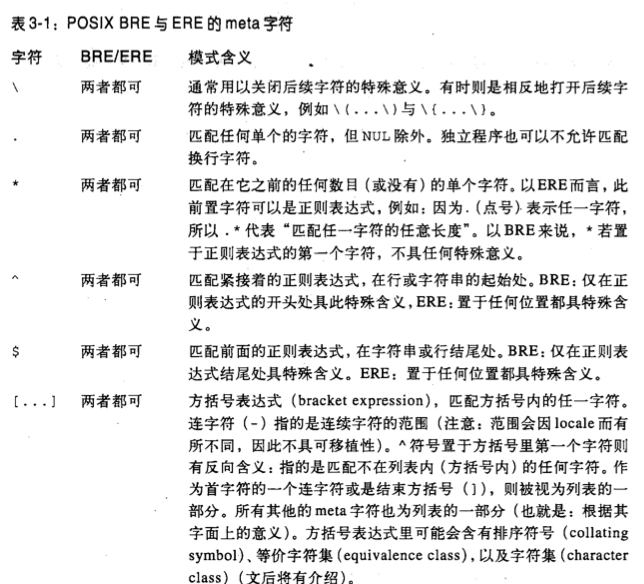 表3-1：POSIX BRE 与 ERE 的 meta 字符
字符 BRE/ERE 模式含义
\ 两者都可 通常用以关闭后续字符的特殊意义。有时则是相反地打开后续字
符的特殊意义，例如 \(...\) 与 \{...\}。
. 两者都可 匹配任何单个的字符，但 NUL 除外。独立程序也可以不允许匹配
换行字符。
* 两者都可 匹配在它之前的任何数目（或没有）的单个字符。以 ERE 而言，此
前置字符可以是正则表达式，例如：因为 . (点号) 表示任一字符，
所以 .* 代表“匹配任一字符的任意长度”。以 BRE 来说，* 若置
于正则表达式的第一个字符，不具任何特殊意义。
^ 两者都可 匹配紧接着的正则表达式，在行或字符串的起始处。BRE：仅在正
则表达式的开头处具此特殊含义，ERE：置于任何位置都具特殊含
义。
$ 两者都可 匹配前面的正则表达式，在字符串或行结尾处。BRE：仅在正则表
达式结尾处具特殊含义。ERE：置于任何位置都具特殊含义。
[...] 两者都可 方括号表达式 (bracket expression)，匹配方括号内的任一字符。
连字符 (-) 指的是连续字符的范围（注意：范围会因 locale 而有
所不同，因此不具可移植性）。^ 符号置于方括号里第一个字符则
有反向含义：指的是匹配不在列表内（方括号内）的任何字符。作
为首字符的一个连字符或是结束方括号 (])，则被视为列表的一
部分。所有其他的 meta 字符也为列表的一部分（也就是：根据其
字面上的意义）。方括号表达式里可能会含有排序符号 (collating
symbol)、等价字符集 (equivalence class)，以及字符集 (character
class)（文后将有介绍）。